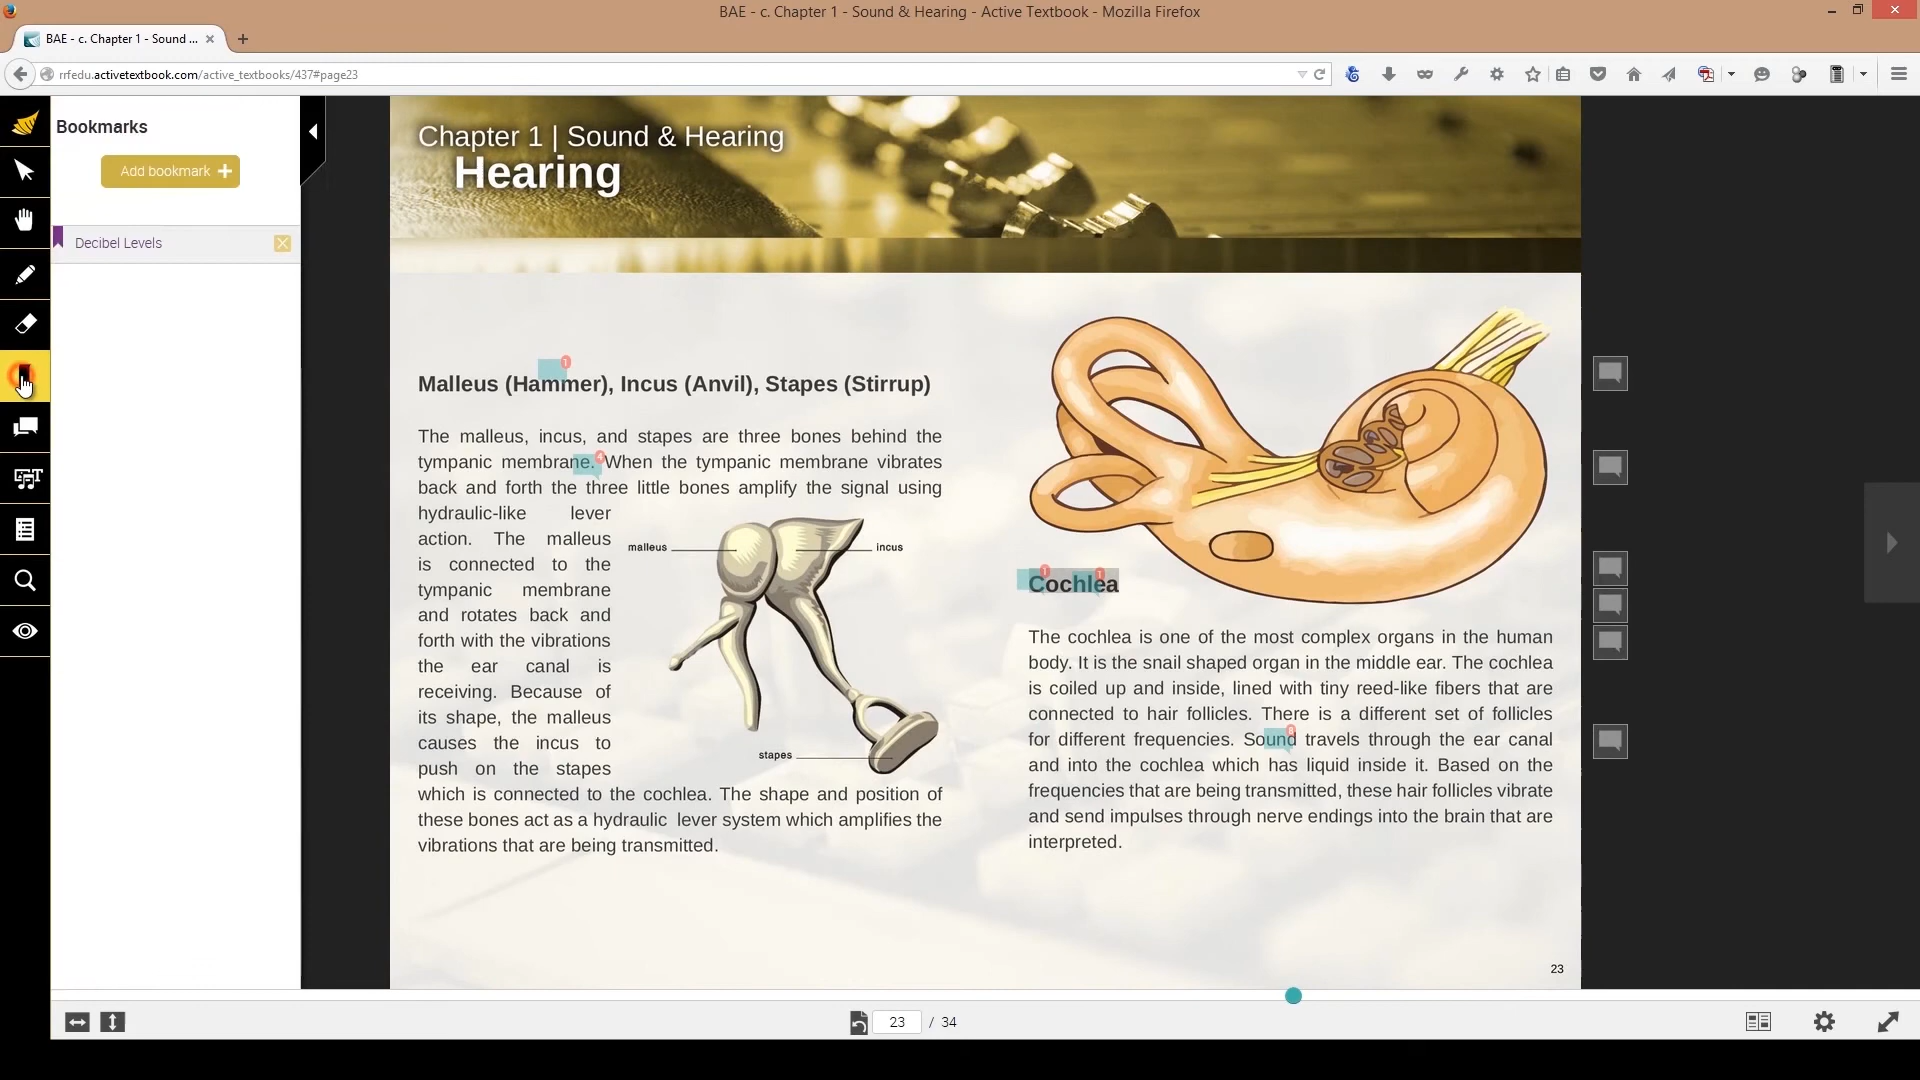 BAE - c. Chapter 1 - Sound & Hearing - Active Textbook - Mozilla Firefox
BAE - c. Chapter 1 - Sound ...
rrfedu.activetextbook.com/active_textbooks/437#page23
Bookmarks
Add bookmark
Decibel Levels
Chapter 1 | Sound & Hearing
Hearing
1
Malleus (Hammer), Incus (Anvil), Stapes (Stirrup)
The malleus, incus, and stapes are three bones behind the
tympanic membrane. When the tympanic membrane vibrates
4
back and forth the three little bones amplify the signal using
hydraulic-like lever
action. The malleus
is connected to the
tympanic membrane
and rotates back and
forth with the vibrations
the ear canal is
receiving. Because of
its shape, the malleus
causes the incus to
push on the stapes
which is connected to the cochlea. The shape and position of
these bones act as a hydraulic lever system which amplifies the
vibrations that are being transmitted.
malleus
incus
stapes
1
1
Cochlea
The cochlea is one of the most complex organs in the human
body. It is the snail shaped organ in the middle ear. The cochlea
is coiled up and inside, lined with tiny reed-like fibers that are
connected to hair follicles. There is a different set of follicles
for different frequencies. Sound travels through the ear canal
and into the cochlea which has liquid inside it. Based on the
frequencies that are being transmitted, these hair follicles vibrate
and send impulses through nerve endings into the brain that are
interpreted.
23
23 / 34